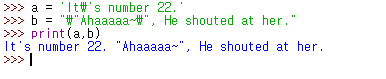 >>> a = 'It₩'s number 22.'
>>> b = "₩"Ahaaaaa~₩", He shouted at her."
>>> print(a,b)
It's number 22. "Ahaaaaa~", He shouted at her.
>>>